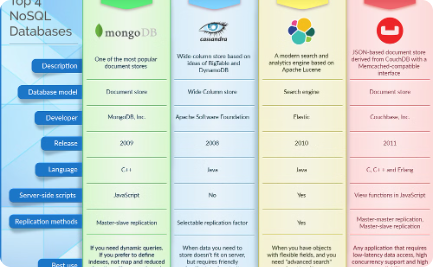 Top 4
NoSQL
Databases
mongoDB
cassandra
Description
One of the most popular
document stores
Wide-column store based on
ideas of BigTable and
DynamoDB
A modern search and
analytics engine based on
Apache Lucene
JSON-based document store
derived from CouchDB with a
Memcached-compatible
interface
Database model
Document store
Wide Column store
Search engine
Document store
Developer
MongoDB, Inc.
Apache Software Foundation
Elastic
Couchbase, Inc.
Release
2009
2008
2010
2011
Language
C++
Java
Java
C, C++ and Erlang
Server-side scripts
JavaScript
No
Yes
View functions in JavaScript
Replication methods
Master-slave replication
Selectable replication factor
Yes
Master-master replication,
Master-slave replication
Best use
If you need dynamic queries.
If you prefer to define
indexes, not map and reduced
When data you need to
store doesn't fit on server,
but requires friendly
When you have objects
with flexible fields, and you
need "advanced search"
Any application that requires
low-latency data access, high
concurrency support and high